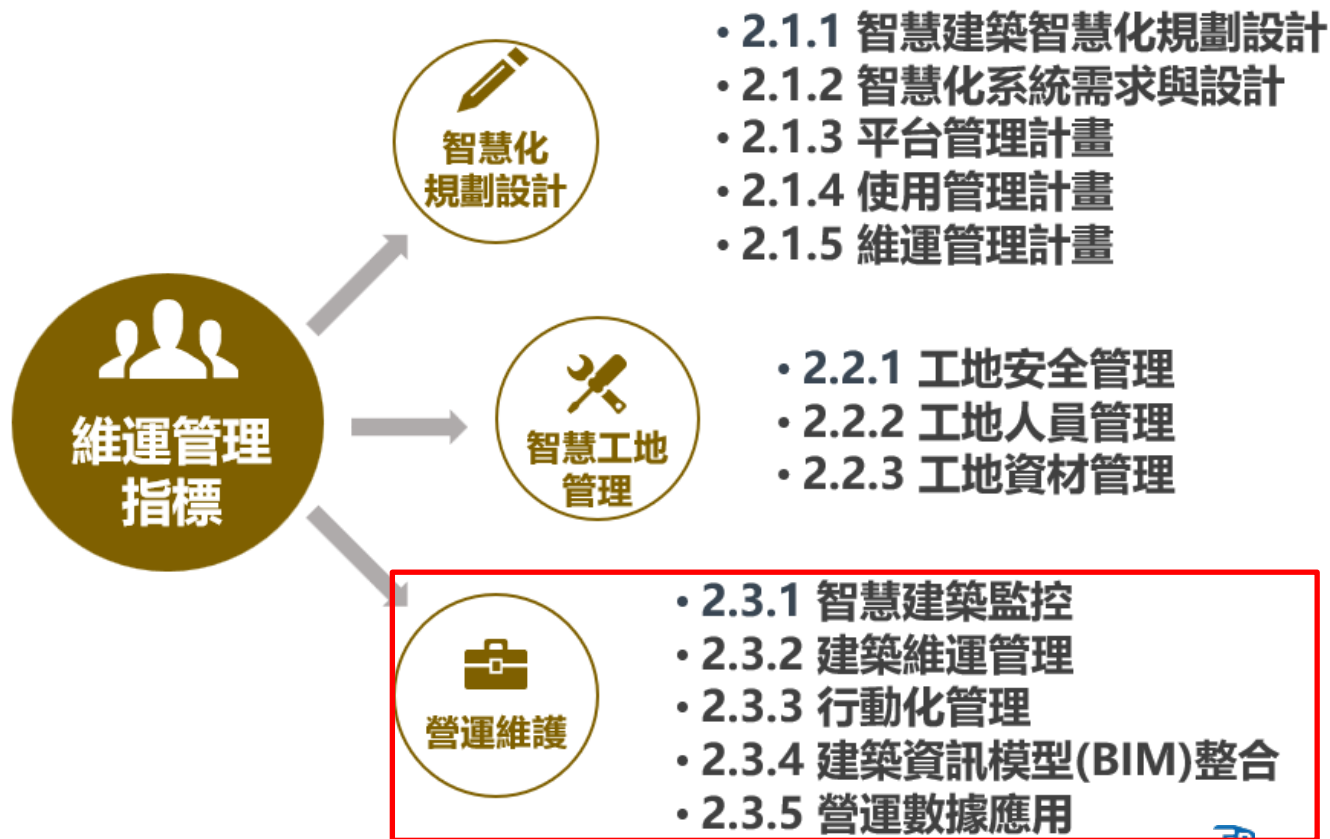 維運管理
指標
智慧化
規劃設計
• 2.1.1 智慧建築智慧化規劃設計
• 2.1.2 智慧化系統需求與設計
• 2.1.3 平台管理計畫
• 2.1.4 使用管理計畫
• 2.1.5 維運管理計畫
智慧工地
管理
• 2.2.1 工地安全管理
• 2.2.2 工地人員管理
• 2.2.3 工地資材管理
營運維護
• 2.3.1 智慧建築監控
• 2.3.2 建築維運管理
• 2.3.3 行動化管理
• 2.3.4 建築資訊模型(BIM)整合
• 2.3.5 營運數據應用